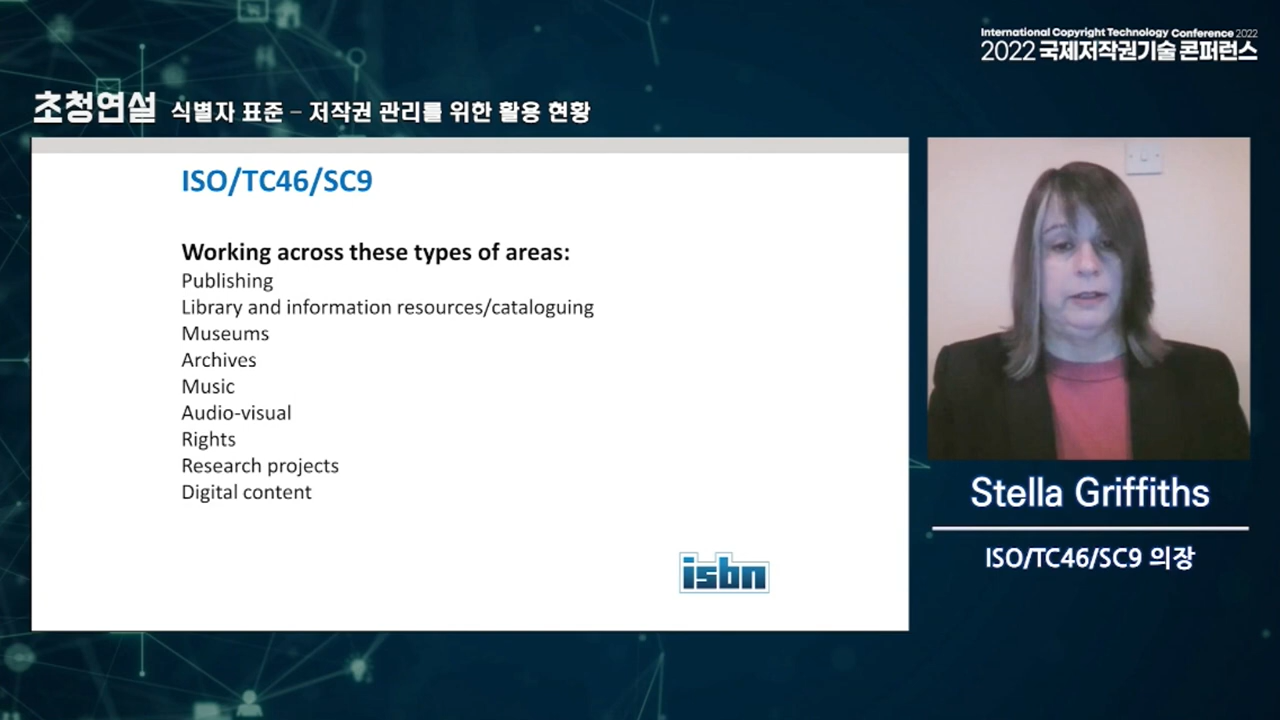 International Copyright Technology Conference 2022
2022 국제저작권기술 콘퍼런스
초청연설 식별자 표준 – 저작권 관리를 위한 활용 현황
ISO/TC46/SC9
Working across these types of areas:
Publishing
Library and information resources/cataloguing
Museums
Archives
Music
Audio-visual
Rights
Research projects
Digital content
isbn
Stella Griffiths
ISO/TC46/SC9 의장